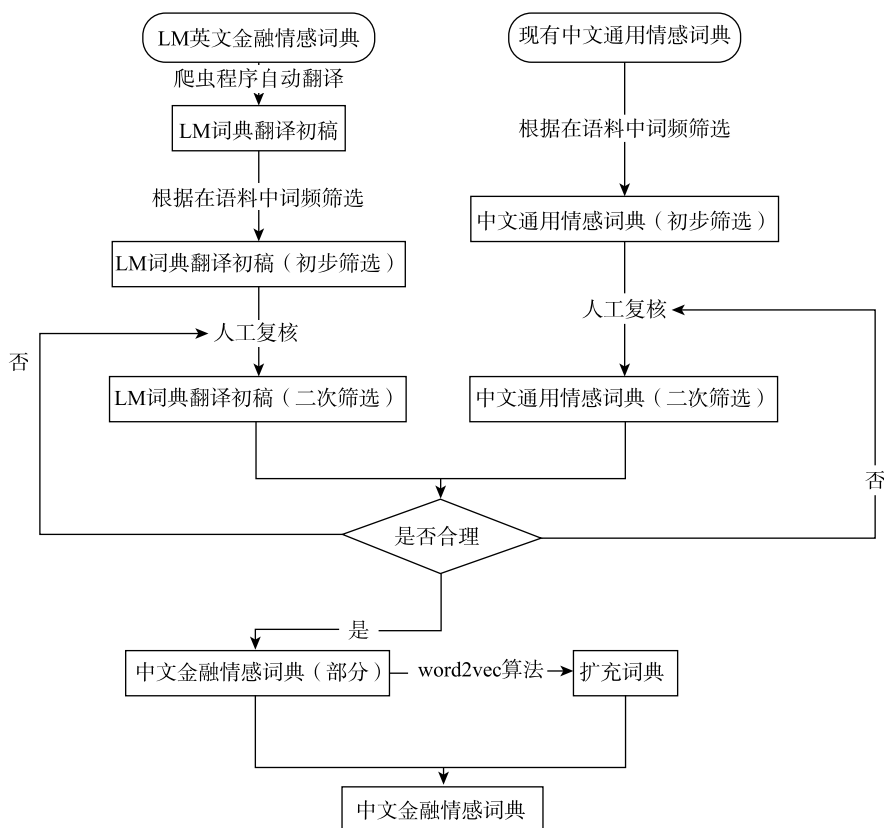 LM英文金融情感词典
现有中文通用情感词典
爬虫程序自动翻译
LM词典翻译初稿
根据在语料中词频筛选
根据在语料中词频筛选
中文通用情感词典（初步筛选）
LM词典翻译初稿（初步筛选）
人工复核
人工复核
否
LM词典翻译初稿（二次筛选）
中文通用情感词典（二次筛选）
否
是否合理
是
中文金融情感词典（部分）
word2vec算法
扩充词典
中文金融情感词典